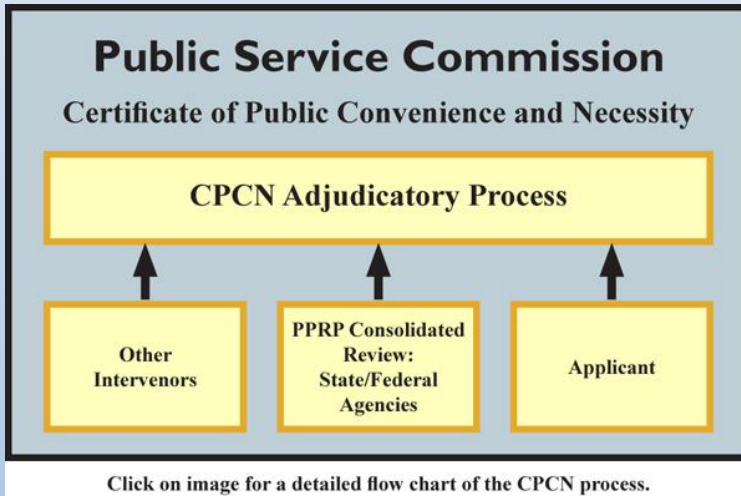 Public Service Commission
Certificate of Public Convenience and Necessity
CPCN Adjudicatory Process
Other
Intervenors
PPRP Consolidated
Review:
State/Federal
Agencies
Applicant
Click on image for a detailed flow chart of the CPCN process.